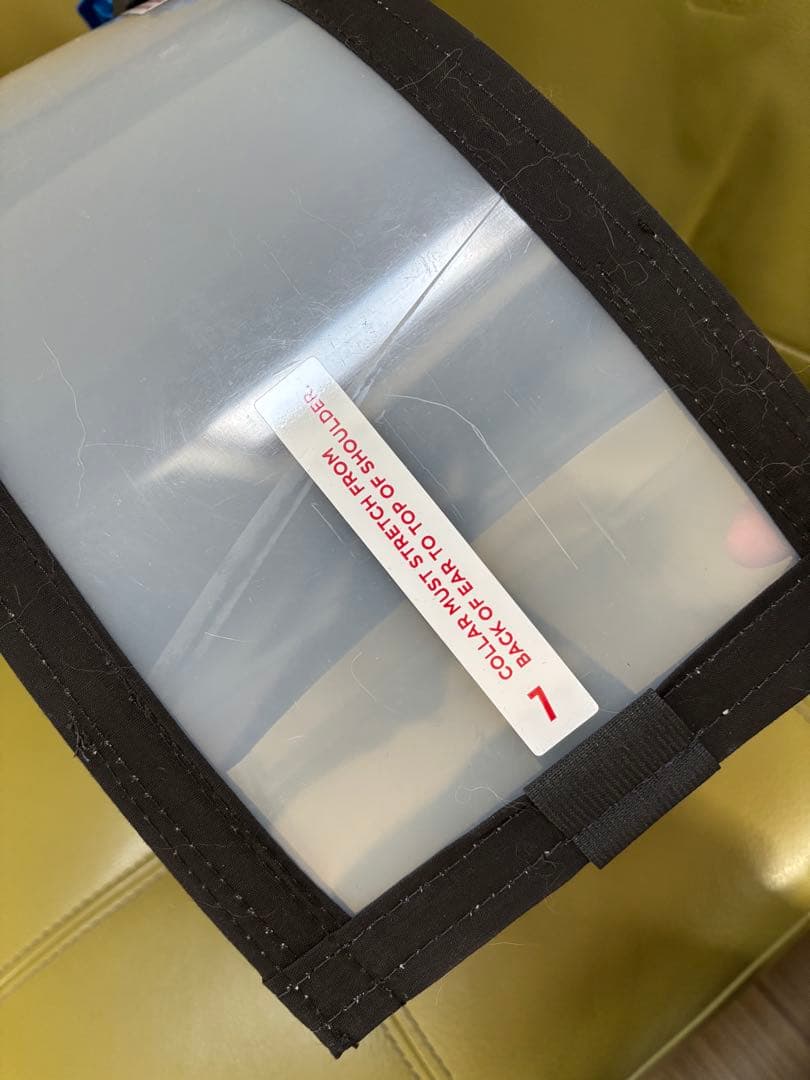 COLLAR MUST STRETCH FROM
BACK OF EAR TO TOP OF SHOULDER.